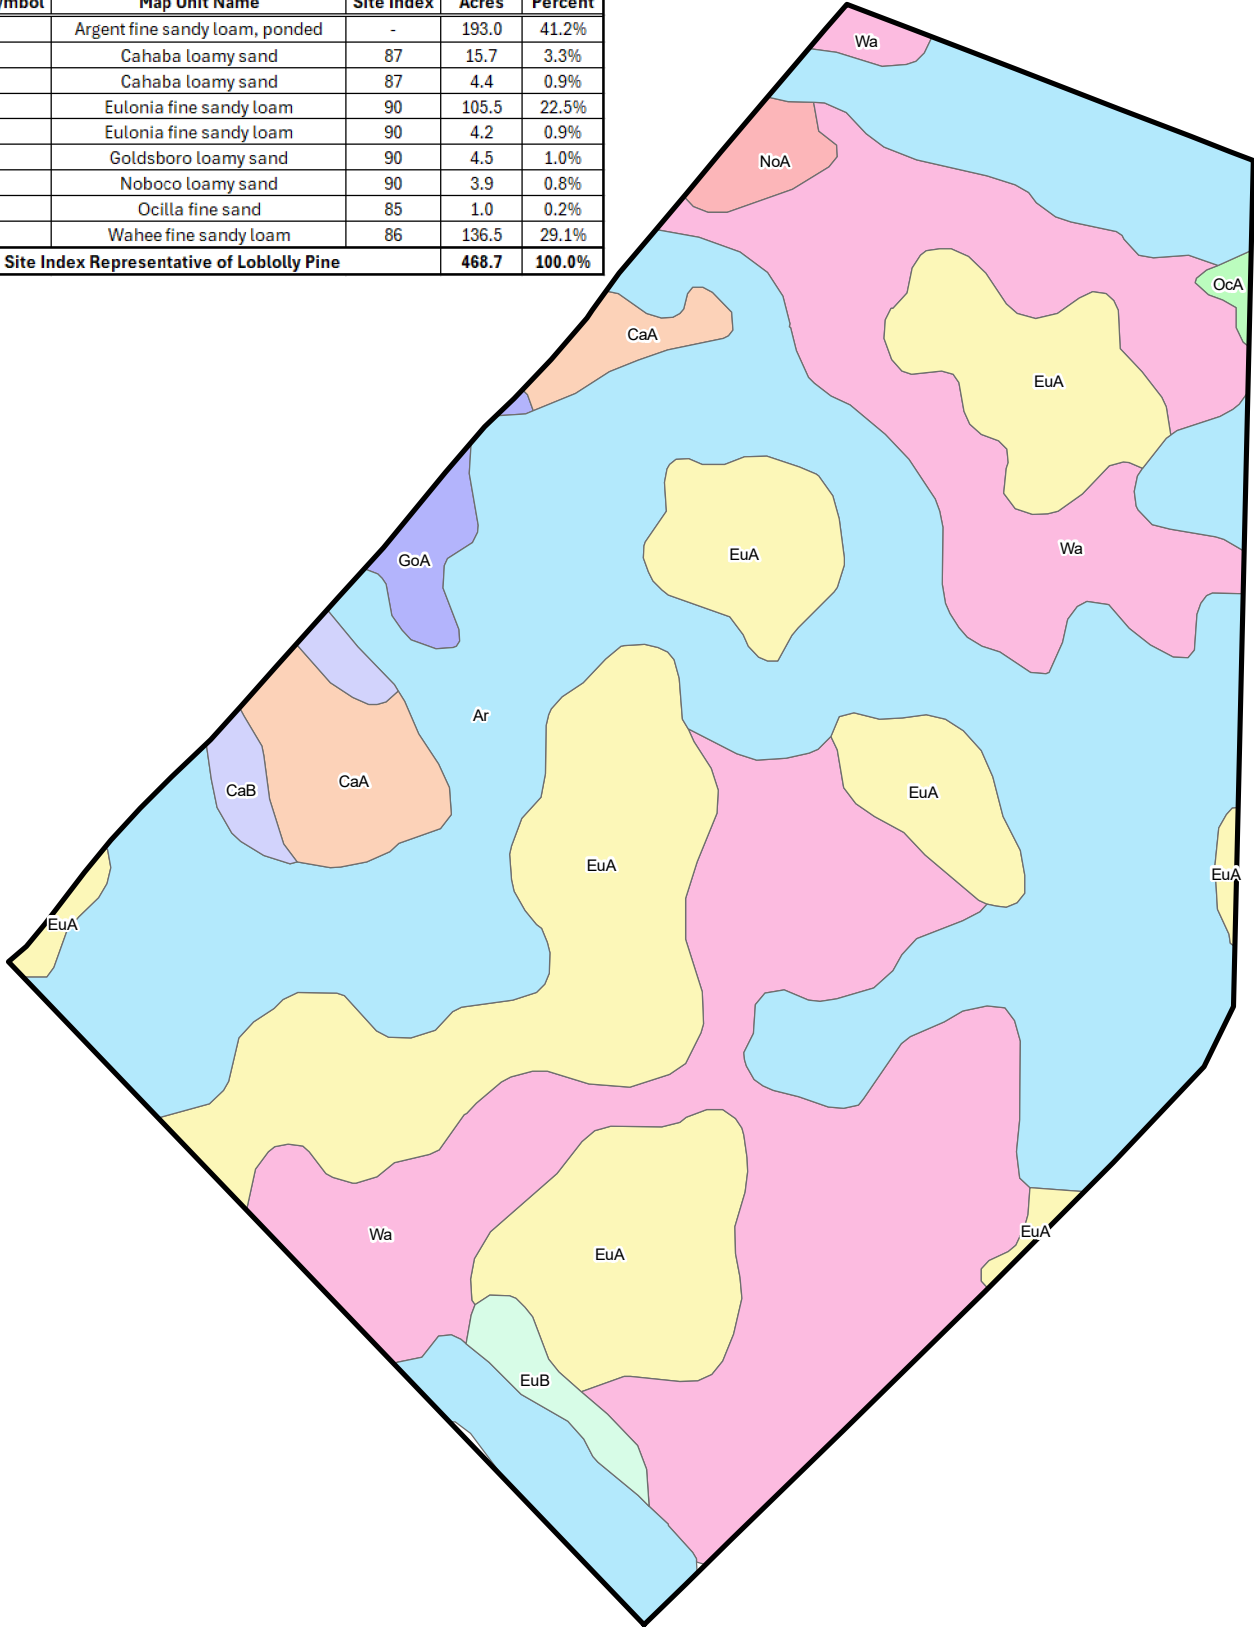 Map Unit Name Site Index Acres Percent
Argent fine sandy loam, ponded - 193.0 41.2%
Cahaba loamy sand 87 15.7 3.3%
Cahaba loamy sand 87 4.4 0.9%
Eulonia fine sandy loam 90 105.5 22.5%
Eulonia fine sandy loam 90 4.2 0.9%
Goldsboro loamy sand 90 4.5 1.0%
Noboco loamy sand 90 3.9 0.8%
Ocilla fine sand 85 1.0 0.2%
Wahee fine sandy loam 86 136.5 29.1%
Site Index Representative of Loblolly Pine 468.7 100.0%
Wa
NoA
OcA
CaA
EuA
Wa
EuA
GoA
Ar
CaA
CaB
EuA
EuA
EuA
EuA
Wa
EuA
EuA
EuB